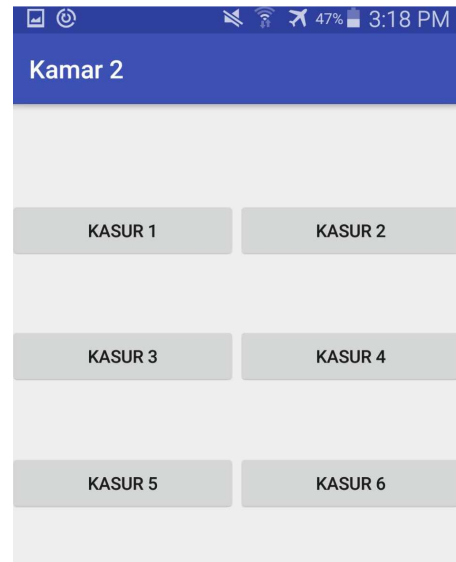 47% 3:18 PM
Kamar 2
KASUR 1 KASUR 2
KASUR 3 KASUR 4
KASUR 5 KASUR 6